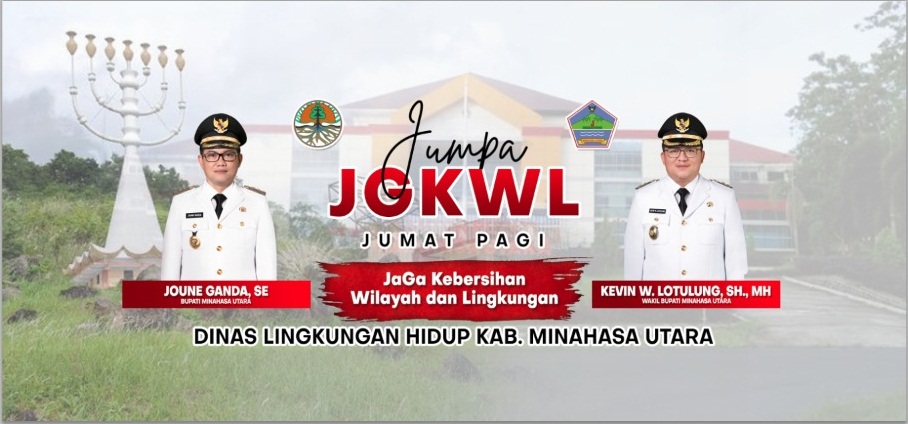 Jumpa
JGKWL
JUMAT PAGI
JaGa Kebersihan
Wilayah dan Lingkungan
JOUNE GANDA, SE
BUPATI MINAHASA UTARA
KEVIN W. LOTULUNG, SH., MH
WAKIL BUPATI MINAHASA UTARA
DINAS LINGKUNGAN HIDUP KAB. MINAHASA UTARA